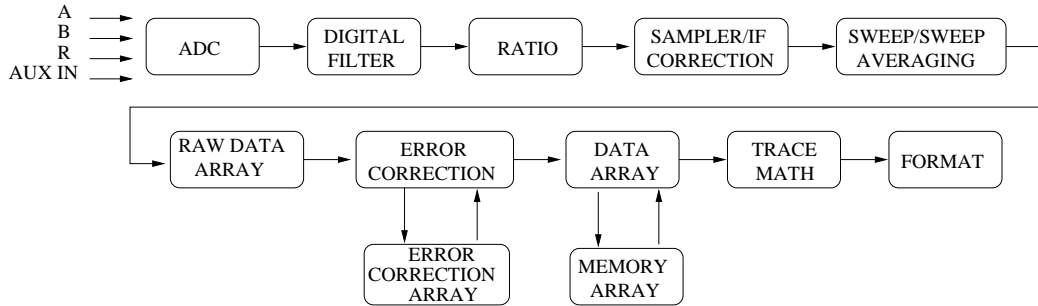 A
B
R
AUX IN
ADC
DIGITAL
FILTER
RATIO
SAMPLER/IF
CORRECTION
SWEEP/SWEEP
AVERAGING
RAW DATA
ARRAY
ERROR
CORRECTION
DATA
ARRAY
TRACE
MATH
FORMAT
ERROR
CORRECTION
ARRAY
MEMORY
ARRAY